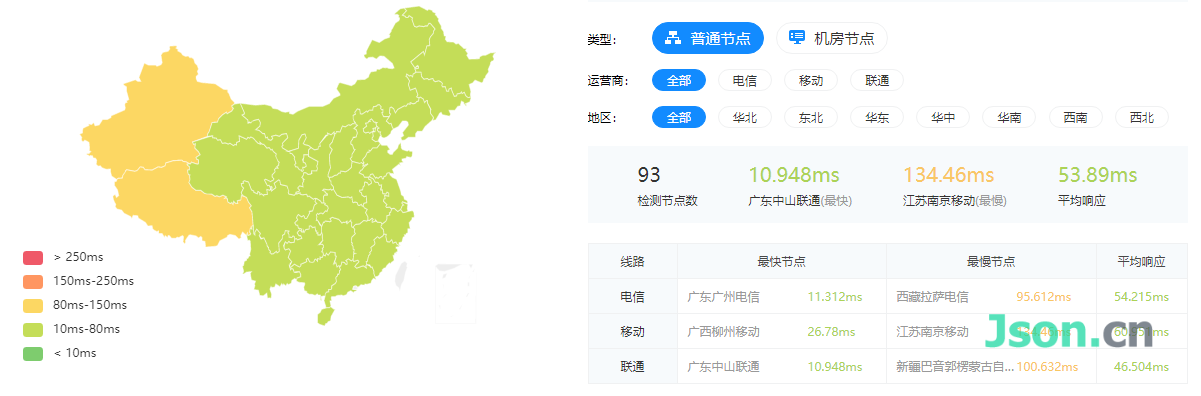 类型: 普通节点 机房节点
运营商: 全部 电信 移动 联通
地区: 全部 华北 东北 华东 华中 华南 西南 西北
93 10.948ms 134.46ms 53.89ms
检测节点数 广东中山联通(最快) 江苏南京移动(最慢) 平均响应
> 250ms
150ms-250ms
80ms-150ms
10ms-80ms
< 10ms
线路 最快节点 最慢节点 平均响应
电信 广东广州电信 11.312ms 西藏拉萨电信 95.612ms 54.215ms
移动 广西柳州移动 26.78ms 江苏南京移动
联通 广东中山联通 10.948ms 新疆巴音郭楞蒙古自... 100.632ms 46.504ms
Json.cn